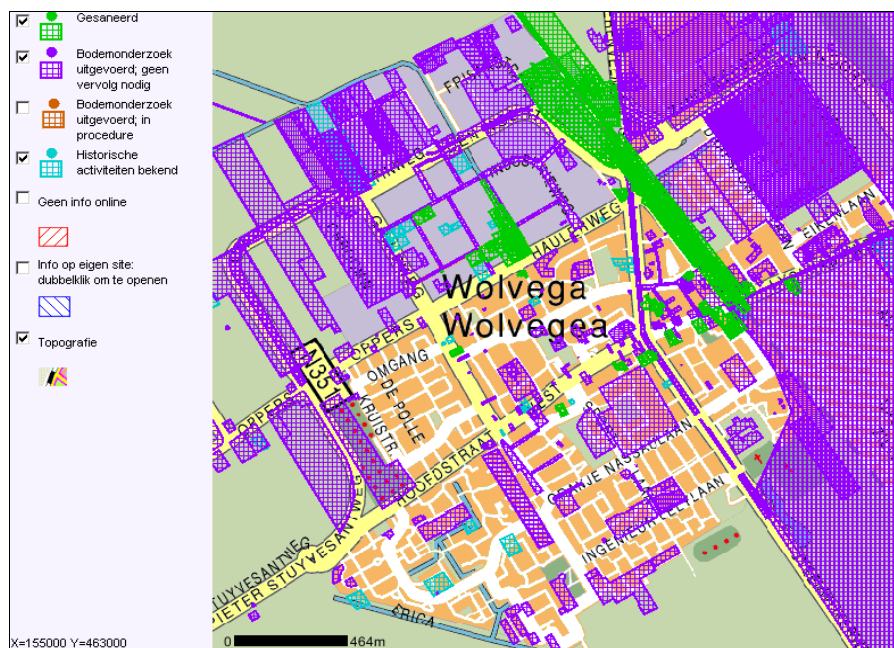 Gesaneerd
Bodemonderzoek
uitgevoerd; geen
vervolg nodig
Bodemonderzoek
uitgevoerd; in
procedure
Historische
activiteiten bekend
Geen info online
Info op eigen site:
dubbelklik om te openen
Topografie
X=155000 Y=463000
HAULERWEG
EIKENLAAN
Wolvega
Wolvegea
OPPERS
N351
OMGANG
DE POLLE
KRUISTR
OPPERS
HOOFDSTRAAT
ORANJE NASSAULAAN
INGENIEUR LELYLAAN
STUYVESANTWEG
PIETER STUYVESANTWEG
ERICA
0
464m